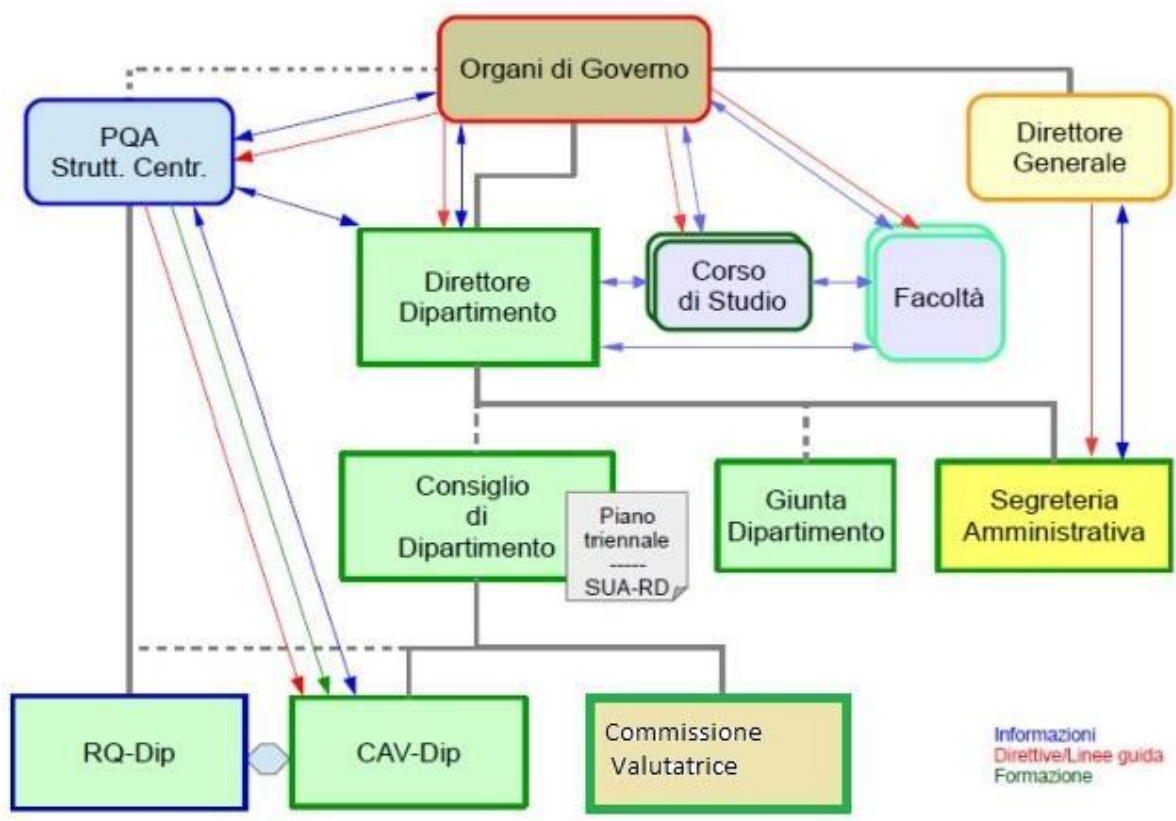 Organi di Governo
PQA
Strutt. Centr.
Direttore
Generale
Direttore
Dipartimento
Corso
di Studio
Facoltà
Consiglio
di
Dipartimento
Piano
triennale
-----
SUA-RD
Giunta
Dipartimento
Segreteria
Amministrativa
RQ-Dip
CAV-Dip
Commissione
Valutatrice
Informazioni
Direttive/Linee guida
Formazione